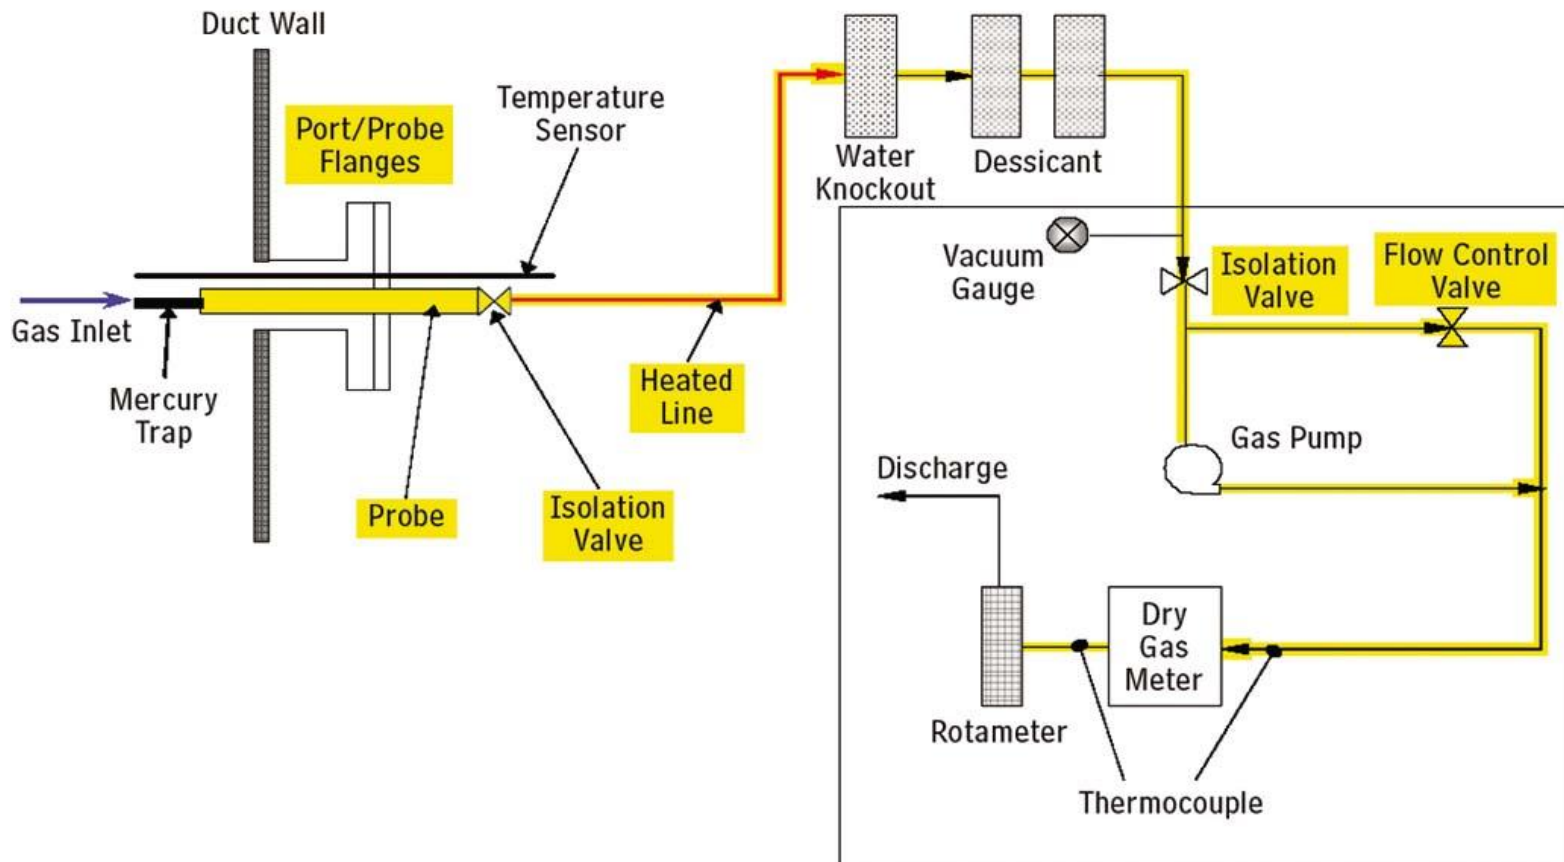 Duct Wall
Port/Probe
Flanges
Temperature
Sensor
Water
Knockout
Dessicant
Vacuum
Gauge
Isolation
Valve
Flow Control
Valve
Gas Inlet
Mercury
Trap
Heated
Line
Probe
Isolation
Valve
Gas Pump
Discharge
Dry
Gas
Meter
Rotameter
Thermocouple